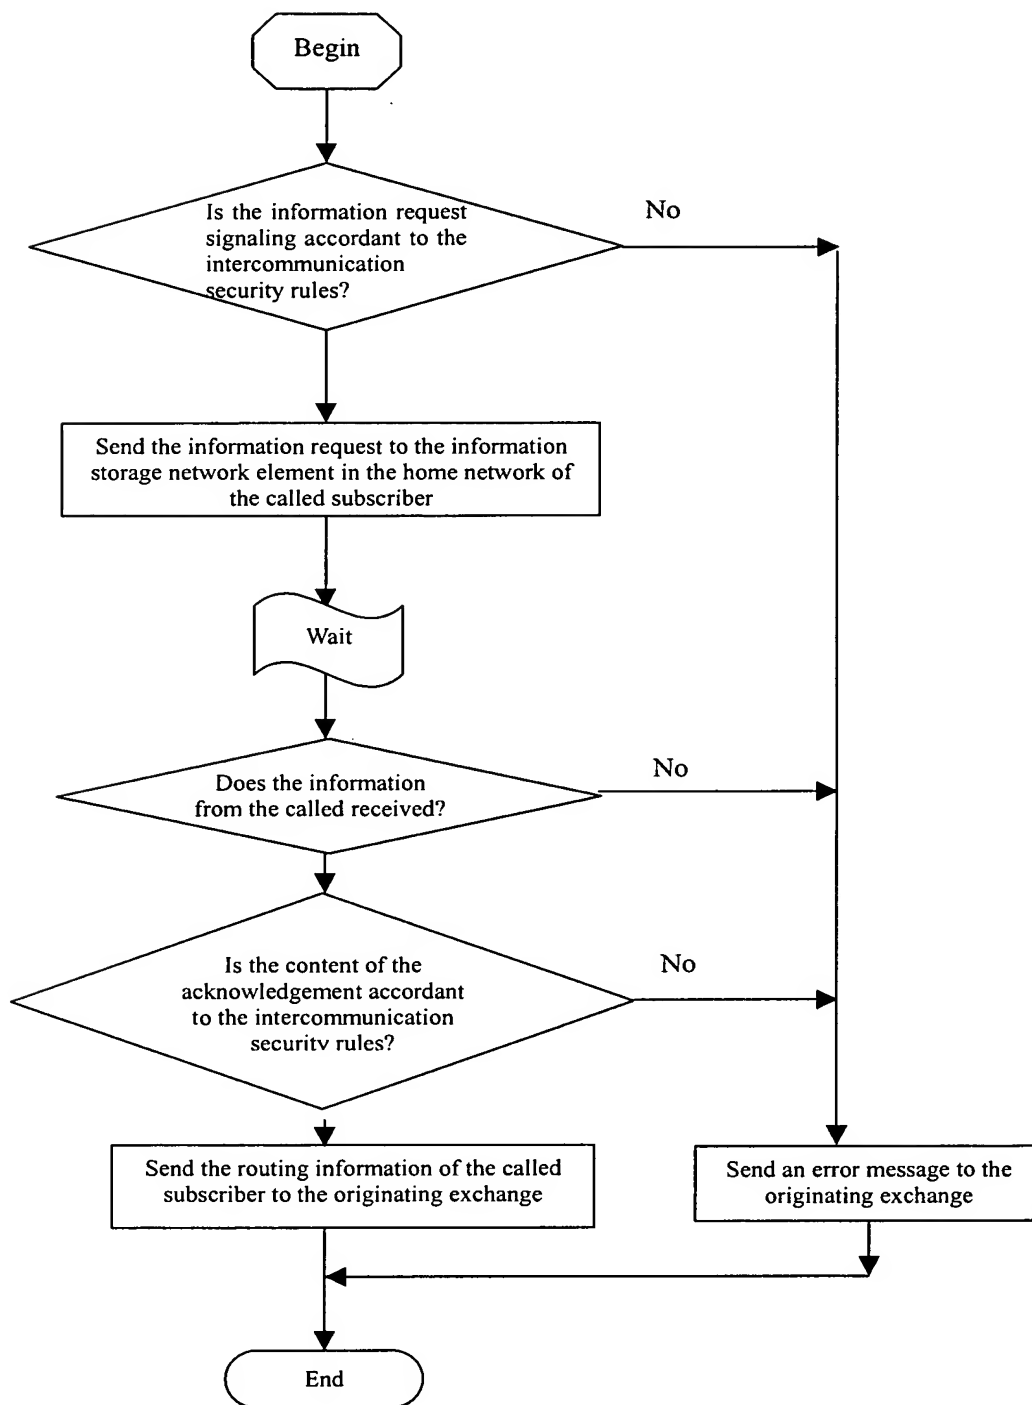 Begin
Is the information request
signaling accordant to the
intercommunication
security rules?
No
Send the information request to the information
storage network element in the home network of
the called subscriber
Wait
Does the information
from the called received?
No
Is the content of the
acknowledgement accordant
to the intercommunication
security rules?
No
Send the routing information of the called
subscriber to the originating exchange
Send an error message to the
originating exchange
End